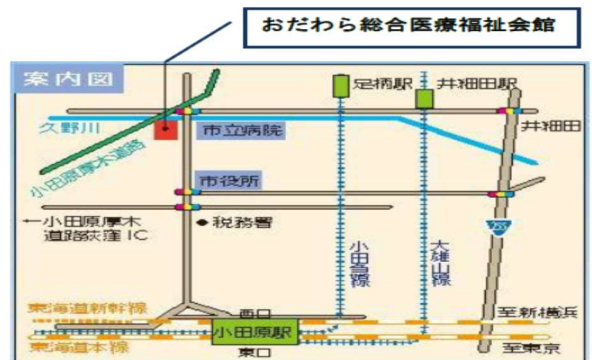 おだわら総合医療福祉会館
案内図
足柄駅
井細田駅
久野川
市立病院
井細田
小田原厚木道路
市役所
←小田原厚木
道路荻窪IC
●税務署
255
小田急線
大雄山線
東海道新幹線
西口
至新横浜
小田原駅
東海道本線
東口
至東京